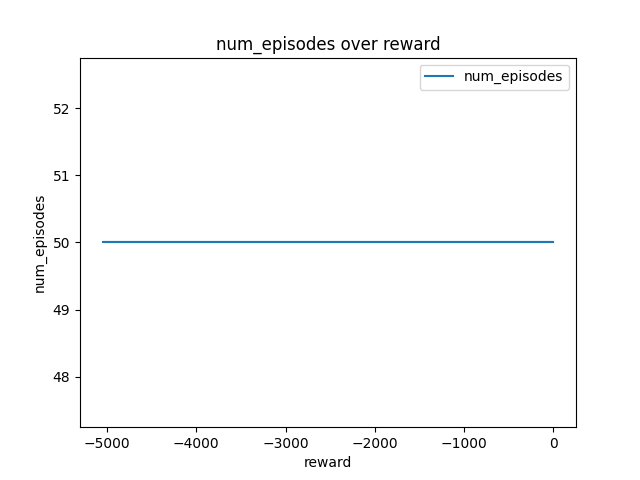 num_episodes over reward
num_episodes
52
51
50
49
48
num_episodes
−5000 −4000 −3000 −2000 −1000 0
reward